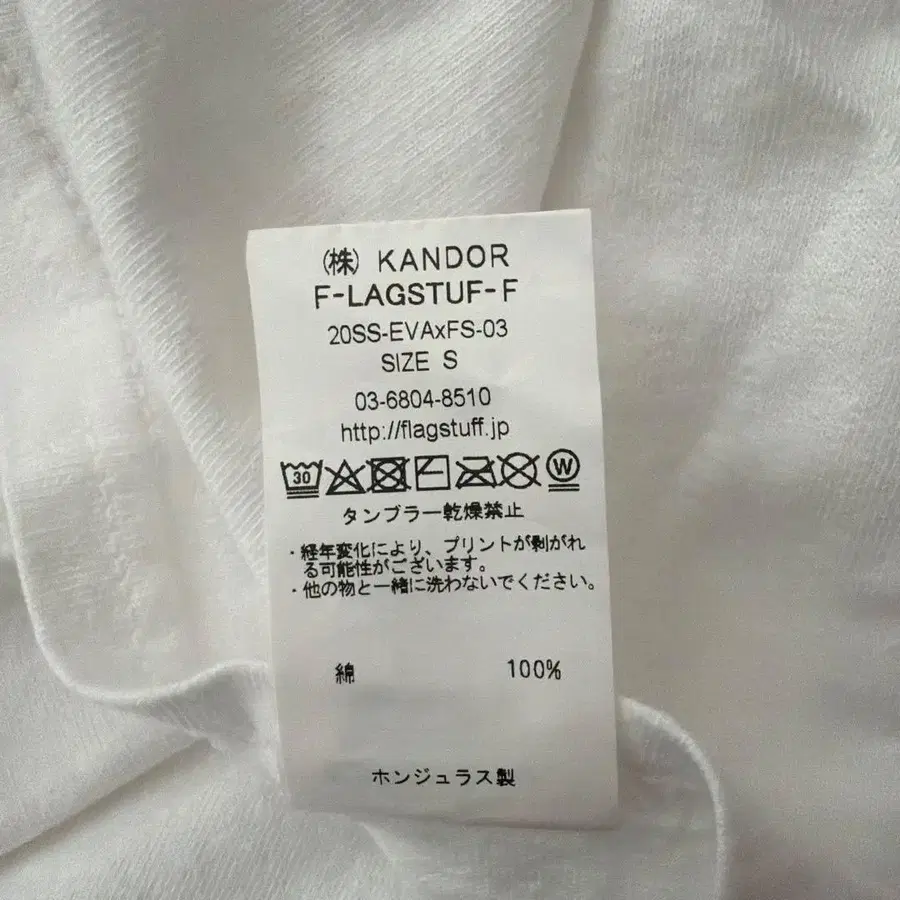 (株) KANDOR
F-LAGSTUF-F
20SS-EVAxFS-03
SIZE S
03-6804-8510
http://flagstuff.jp
30 W
タンブラー乾燥禁止
・経年変化により、プリントが剥がれ
る可能性がございます。
・他の物と一緒に洗わないでください。
綿 100%
ホンジュラス製